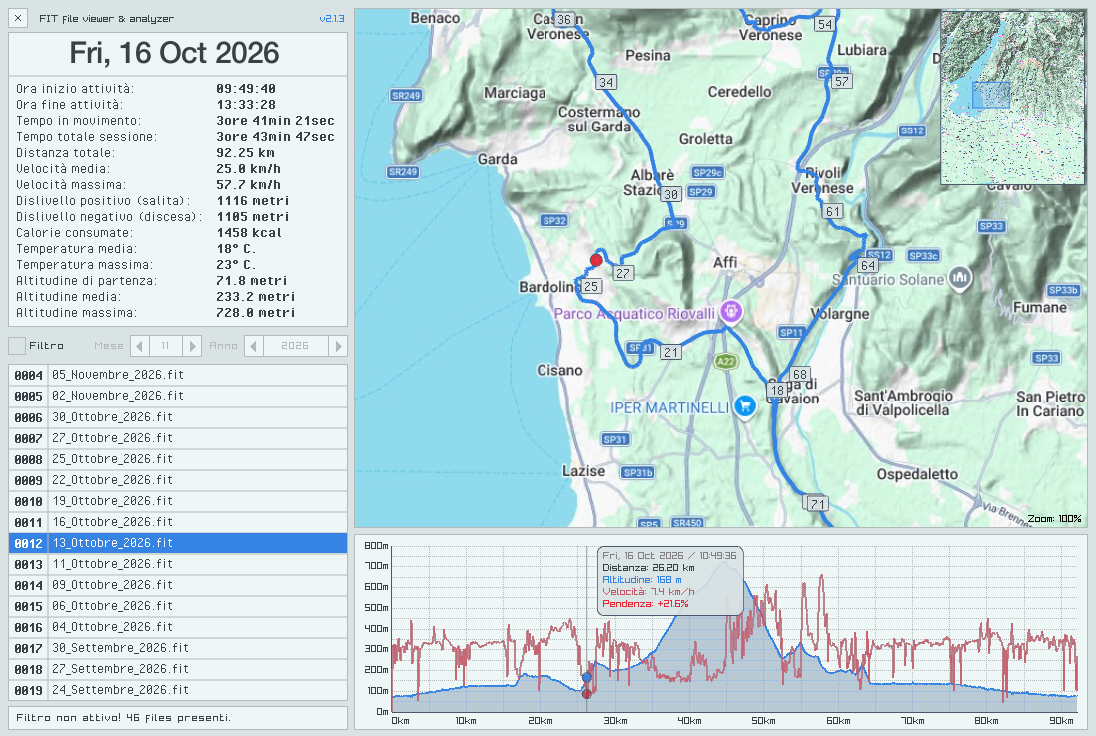 FIT file viewer & analyzer v2.1.3
Fri, 16 Oct 2026
Ora inizio attività: 09:49:40
Ora fine attività: 13:33:28
Tempo in movimento: 3ore 41min 21sec
Tempo totale sessione: 3ore 43min 47sec
Distanza totale: 92.25 km
Velocità media: 25.0 km/h
Velocità massima: 57.7 km/h
Dislivello positivo (salita): 1116 metri
Dislivello negativo (discesa): 1105 metri
Calorie consumate: 1458 kcal
Temperatura media: 18° C.
Temperatura massima: 23° C.
Altitudine di partenza: 71.8 metri
Altitudine media: 233.2 metri
Altitudine massima: 728.0 metri
Filtro Mese 11 Anno 2026
0004 05_Novembre_2026.fit
0005 02_Novembre_2026.fit
0006 30_Ottobre_2026.fit
0007 27_Ottobre_2026.fit
0008 25_Ottobre_2026.fit
0009 22_Ottobre_2026.fit
0010 19_Ottobre_2026.fit
0011 16_Ottobre_2026.fit
0012 13_Ottobre_2026.fit
0013 11_Ottobre_2026.fit
0014 09_Ottobre_2026.fit
0015 06_Ottobre_2026.fit
0016 04_Ottobre_2026.fit
0017 30_Settembre_2026.fit
0018 27_Settembre_2026.fit
0019 24_Settembre_2026.fit
Filtro non attivo! 46 files presenti.
Benaco
36
Veronese
Caprino
Veronese
54
Lubiara
Pesina
34
57
Marciaga
Ceredello
SR249
Costermano
sul Garda
Groletta
SS12
Garda
SR249
Albarè
SP29c
SP29
30
Rivoli
Veronese
61
SP32
SP33
Affi
27
64
SS12
SP33c
Santuario Solane
Bardolino
25
SP33b
Parco Acquatico Riovalli
Volargne
Fumane
SP11
SP31
21
A22
SP33
Cisano
68
18
IPER MARTINELLI
Sant'Ambrogio
di Valpolicella
San Pietro
In Cariano
SP31
Lazise
SP31b
Ospedaletto
71
SP5
SR450
Zoom: 100%
800m
700m
600m
500m
400m
300m
200m
100m
0m
Fri, 16 Oct 2026 / 10:49:36
Distanza: 26.20 km
Altitudine: 168 m
Velocità: 7.4 km/h
Pendenza: +21.6%
0km 10km 20km 30km 40km 50km 60km 70km 80km 90km